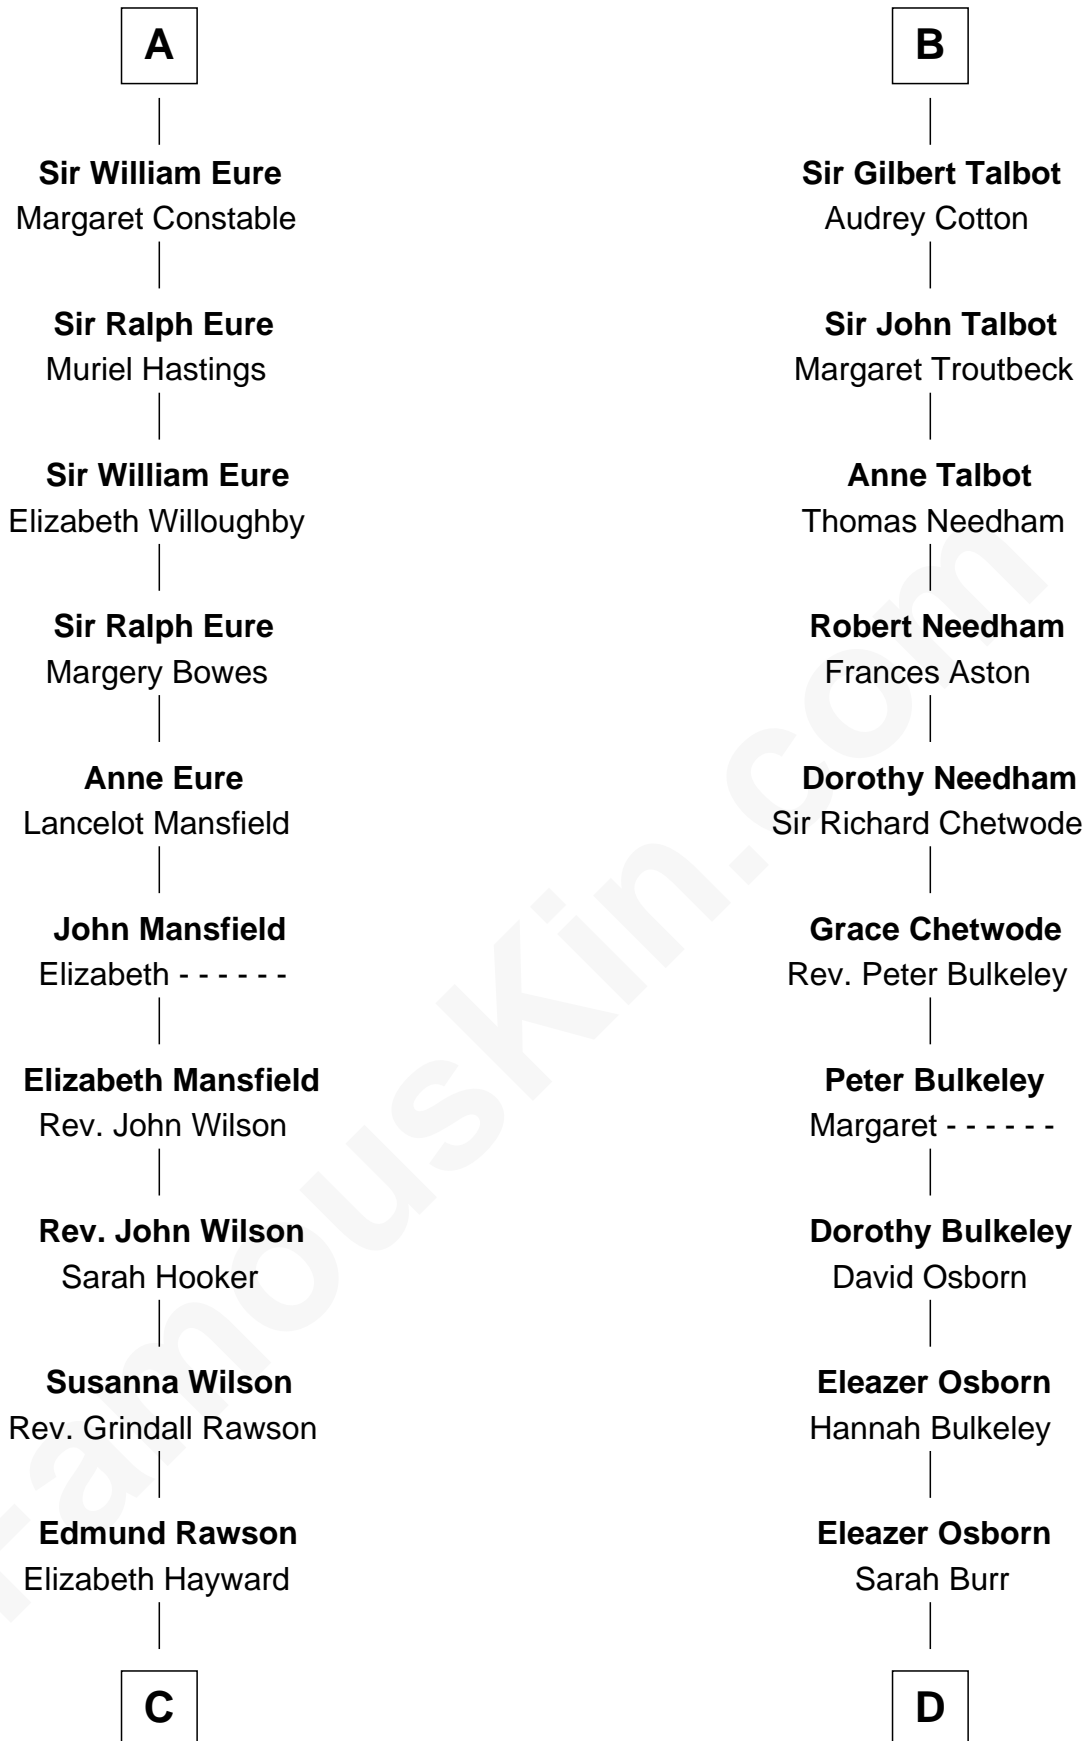 A
Sir William Eure
Margaret Constable
Sir Ralph Eure
Muriel Hastings
Sir William Eure
Elizabeth Willoughby
Sir Ralph Eure
Margery Bowes
Anne Eure
Lancelot Mansfield
John Mansfield
Elizabeth - - - - - -
Elizabeth Mansfield
Rev. John Wilson
Rev. John Wilson
Sarah Hooker
Susanna Wilson
Rev. Grindall Rawson
Edmund Rawson
Elizabeth Hayward
C
B
Sir Gilbert Talbot
Audrey Cotton
Sir John Talbot
Margaret Troutbeck
Anne Talbot
Thomas Needham
Robert Needham
Frances Aston
Dorothy Needham
Sir Richard Chetwode
Grace Chetwode
Rev. Peter Bulkeley
Peter Bulkeley
Margaret - - - - - -
Dorothy Bulkeley
David Osborn
Eleazer Osborn
Hannah Bulkeley
Eleazer Osborn
Sarah Burr
D
FamousKin.com